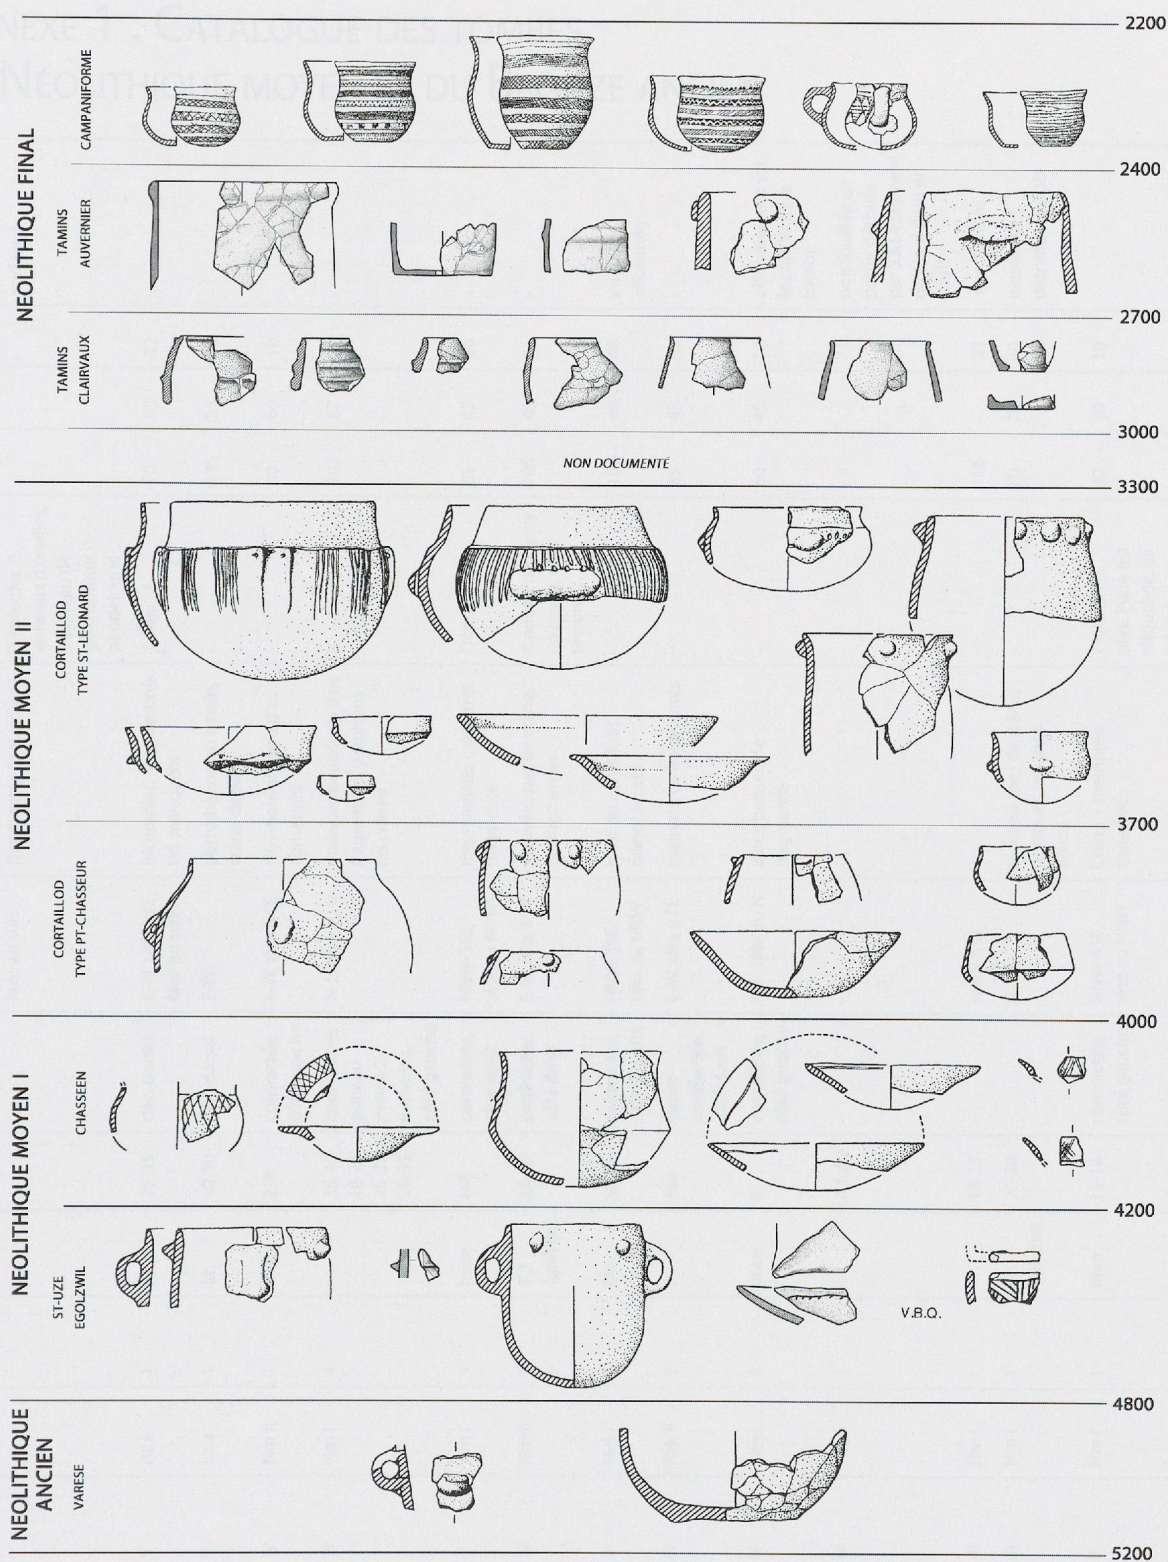 2200
CAMPANIFORME
2400
NEOLITHIQUE FINAL
TAMINS
AUVERNIER
2700
TAMINS
CLAIRVAUX
3000
NON DOCUMENTÉ
3300
NEOLITHIQUE MOYEN II
CORTAILLOD
TYPE ST-LEONARD
3700
CORTAILLOD
TYPE PT-CHASSEUR
4000
NEOLITHIQUE MOYEN I
CHASSEEN
4200
ST-UZE
EGOLZWIL
V.B.Q.
4800
NEOLITHIQUE
ANCIEN
VARESE
5200